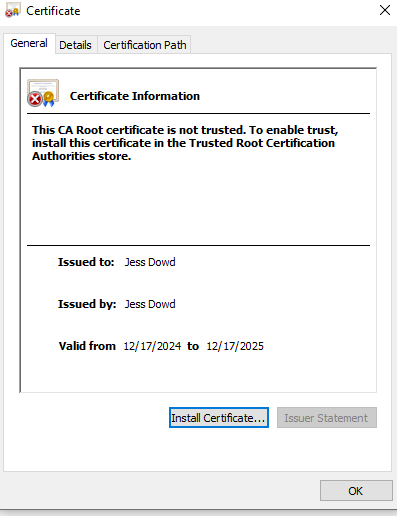 Certificate
General
Details
Certification Path
Certificate Information
This CA Root certificate is not trusted. To enable trust,
install this certificate in the Trusted Root Certification
Authorities store.
Issued to: Jess Dowd
Issued by: Jess Dowd
Valid from 12/17/2024 to 12/17/2025
Install Certificate...
Issuer Statement
OK